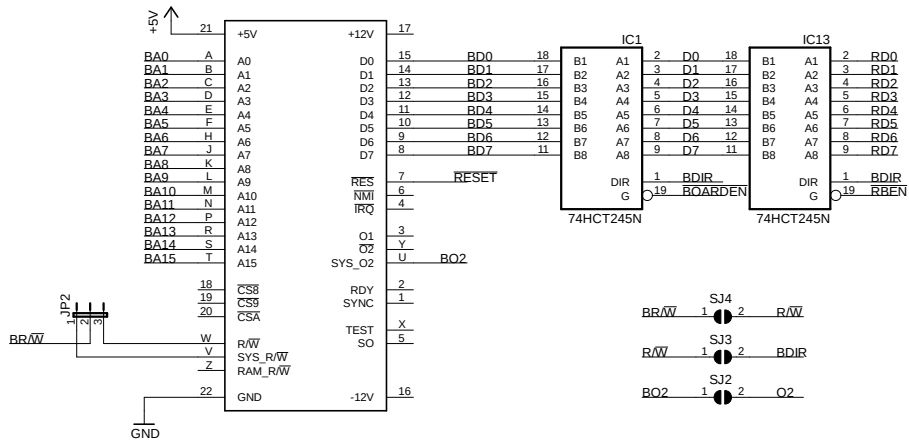 +5V 21 +5V +12V 17 IC1 IC13
BA0 A A0 D0 15 BD0 18 B1 A1 2 D0 18 B1 A1 2 RD0
BA1 B A1 D1 14 BD1 17 B2 A2 3 D1 17 B2 A2 3 RD1
BA2 C A2 D2 13 BD2 16 B3 A3 4 D2 16 B3 A3 4 RD2
BA3 D A3 D3 12 BD3 15 B4 A4 5 D3 15 B4 A4 5 RD3
BA4 E A4 D4 11 BD4 14 B5 A5 6 D4 14 B5 A5 6 RD4
BA5 F A5 D5 10 BD5 13 B6 A6 7 D5 13 B6 A6 7 RD5
BA6 H A6 D6 9 BD6 12 B7 A7 8 D6 12 B7 A7 8 RD6
BA7 J A7 D7 8 BD7 11 B8 A8 9 D7 11 B8 A8 9 RD7
BA8 K A8
BA9 L A9 RES 7 RESET DIR 1 BDIR DIR 1 BDIR
BA10 M A10 NMI 6 G 19 BOARDEN G 19 RBEN
BA11 N A11 IRQ 4
BA12 P A12 74HCT245N 74HCT245N
BA13 R A13 O1 3
BA14 S A14 O2 Y
BA15 T A15 SYS_O2 U BO2
18 CS8 RDY 2
19 CS9 SYNC 1
20 CSA
JP2 1 2 3
TEST X
BR/W W R/W SO 5
V SYS_R/W
Z RAM_R/W
22 GND -12V 16
GND
SJ4
BR/W 1 2 R/W
SJ3
R/W 1 2 BDIR
SJ2
BO2 1 2 O2